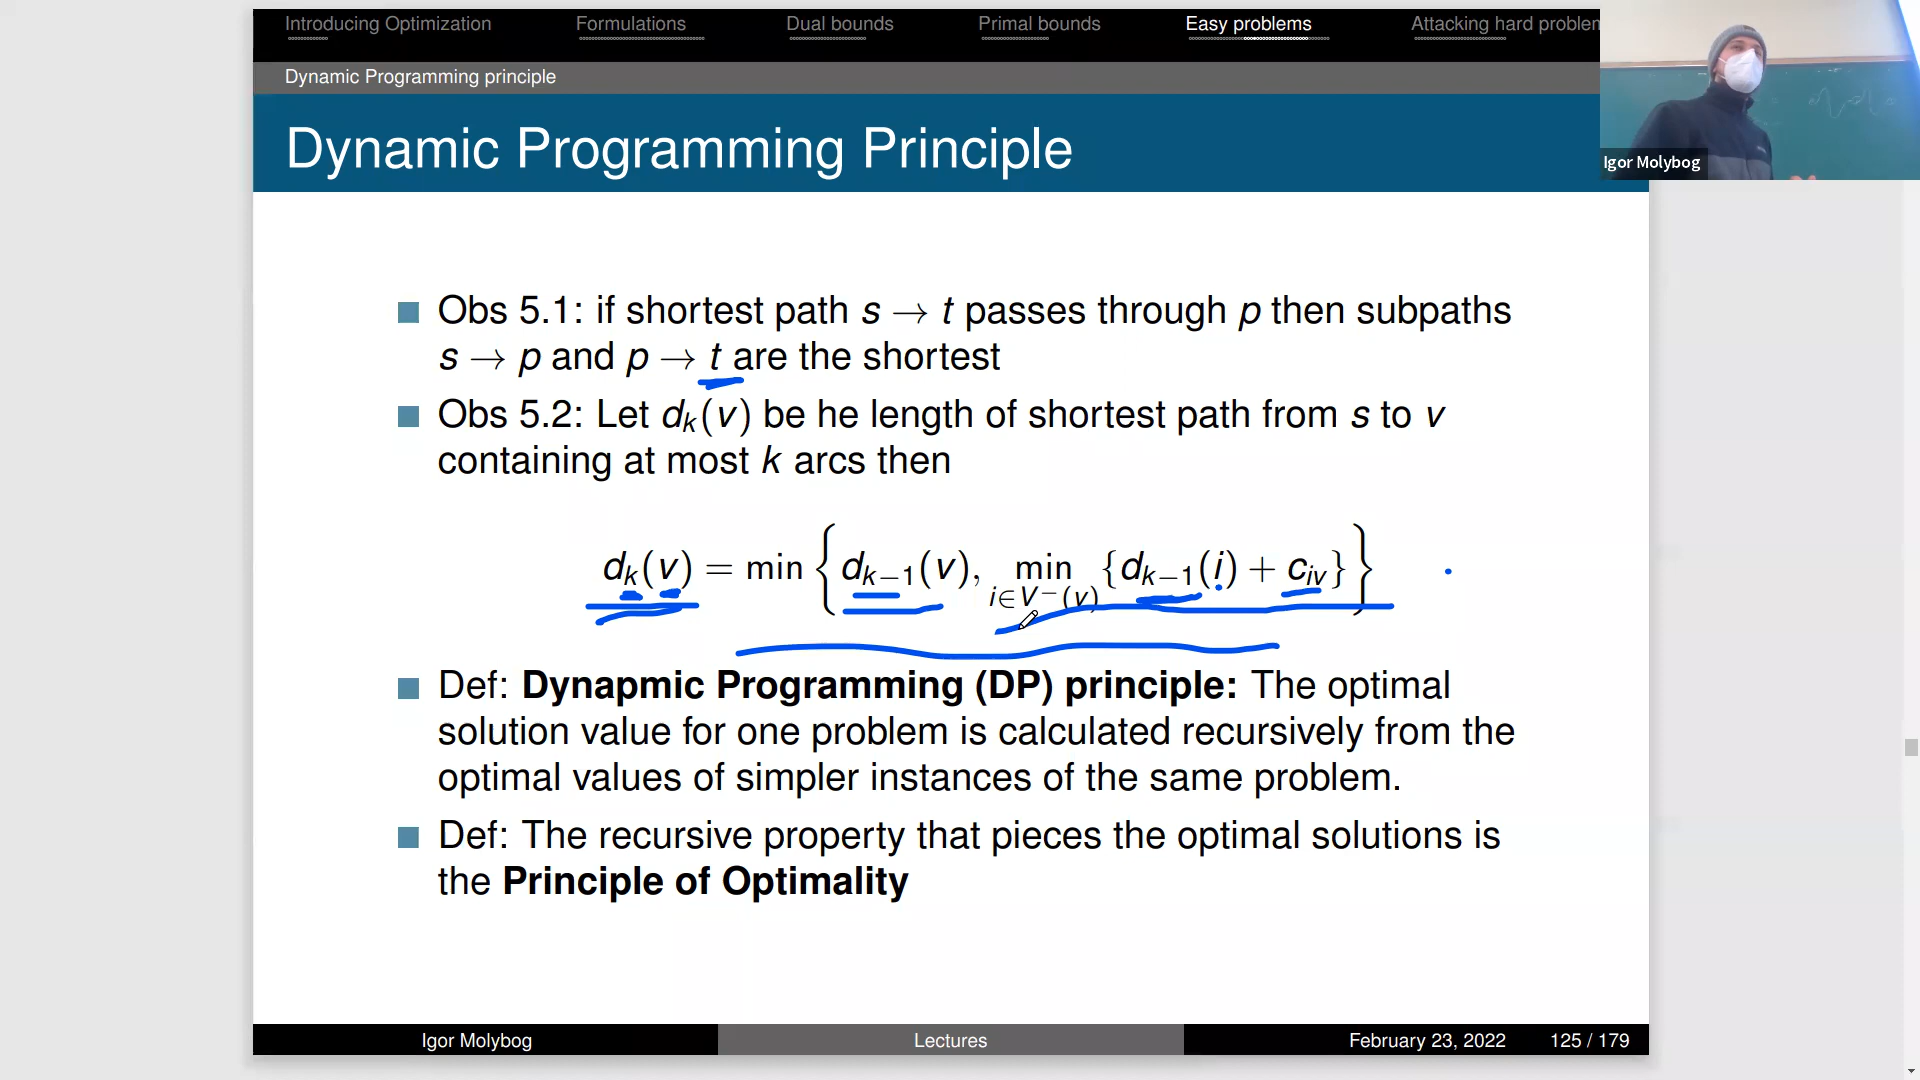 Introducing Optimization Formulations Dual bounds Primal bounds Easy problems Attacking hard problem
Dynamic Programming principle
Dynamic Programming Principle
Igor Molybog
Obs 5.1: if shortest path s → t passes through p then subpaths
s → p and p → t are the shortest
Obs 5.2: Let d_k(v) be he length of shortest path from s to v
containing at most k arcs then
d_k(v) = min { d_{k−1}(v), min_{i∈V^−(v)} {d_{k−1}(i) + c_{iv}} }
Def: Dynapmic Programming (DP) principle: The optimal
solution value for one problem is calculated recursively from the
optimal values of simpler instances of the same problem.
Def: The recursive property that pieces the optimal solutions is
the Principle of Optimality
Igor Molybog Lectures February 23, 2022 125 / 179